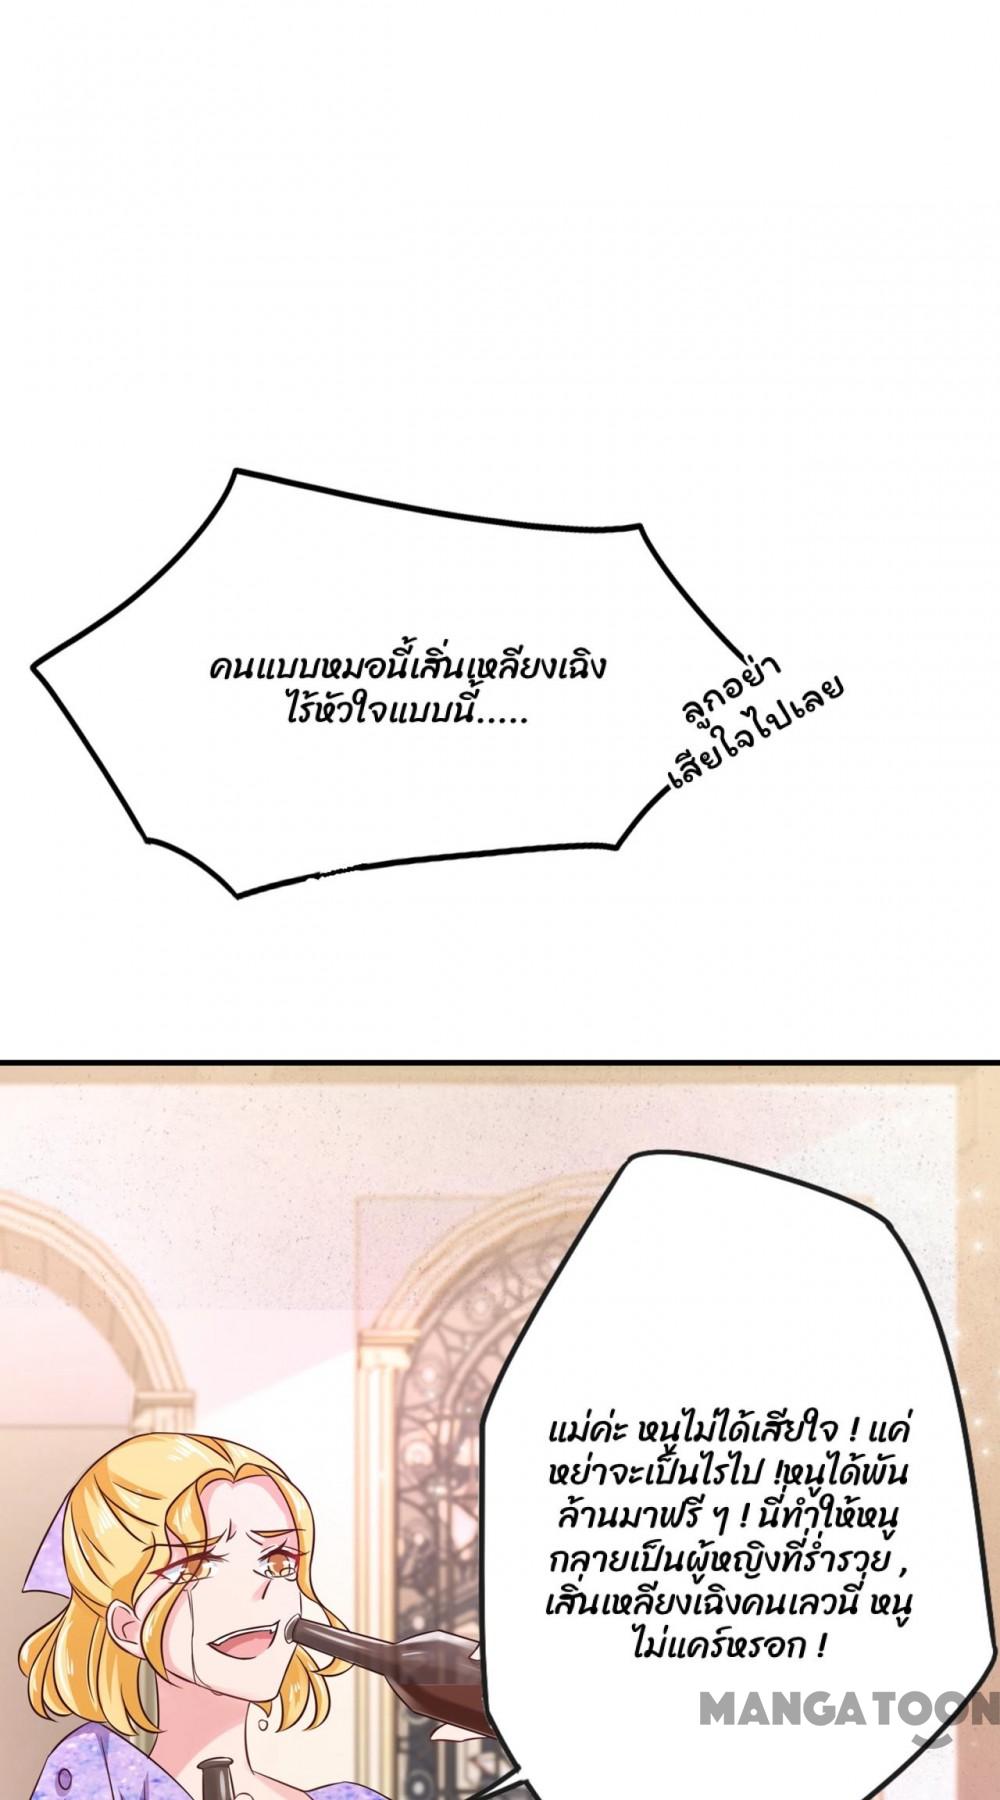 คนแบบหมอนี่เสิ่นเหลียงเฉิง
ไร้หัวใจแบบนี้.....
ลูกอย่า
เสียใจไปเลย
แม่ค่ะ หนูไม่ได้เสียใจ ! แค่
หย่าจะเป็นไรไป !หนูได้พัน
ล้านมาฟรี ๆ ! นี่ทำให้หนู
กลายเป็นผู้หญิงที่ร่ำรวย ,
เสิ่นเหลียงเฉิงคนเลวนี่ หนู
ไม่แคร์หรอก !
MANGATOON